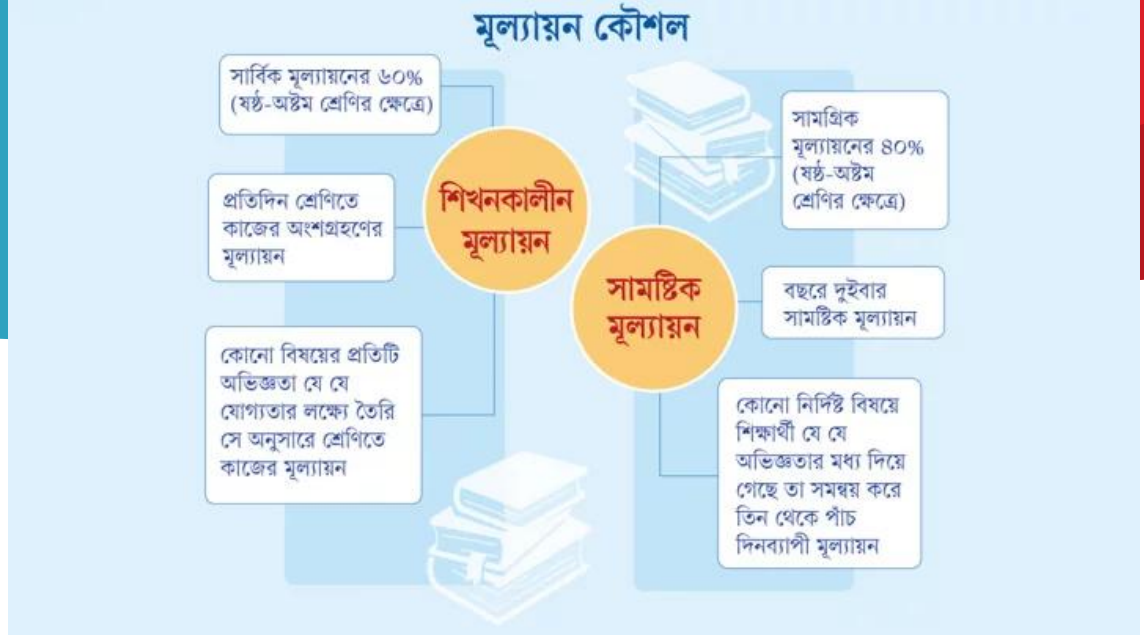 মূল্যায়ন কৌশল
সার্বিক মূল্যায়নের ৬০%
(ষষ্ঠ-অষ্টম শ্রেণির ক্ষেত্রে)
প্রতিদিন শ্রেণিতে
কাজের অংশগ্রহণের
মূল্যায়ন
কোনো বিষয়ের প্রতিটি
অভিজ্ঞতা যে যে
যোগ্যতার লক্ষ্যে তৈরি
সে অনুসারে শ্রেণিতে
কাজের মূল্যায়ন
শিখনকালীন
মূল্যায়ন
সামষ্টিক
মূল্যায়ন
সামগ্রিক
মূল্যায়নের ৪০%
(ষষ্ঠ-অষ্টম
শ্রেণির ক্ষেত্রে)
বছরে দুইবার
সামষ্টিক মূল্যায়ন
কোনো নির্দিষ্ট বিষয়ে
শিক্ষার্থী যে যে
অভিজ্ঞতার মধ্য দিয়ে
গেছে তা সমন্বয় করে
তিন থেকে পাঁচ
দিনব্যাপী মূল্যায়ন